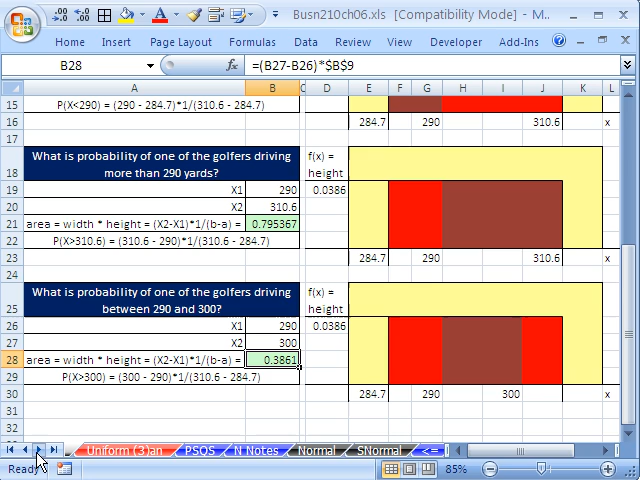 Busn210ch06.xls [Compatibility Mode] - M...
Home Page Layout Formulas Data Review View Developer Add-Ins
B28 =(B27-B26)*$B$9
A B C D E F G H I J K L
15 P(X<290) = (290 - 284.7)*1/(310.6 - 284.7)
16 284.7 290 310.6 x
17
What is probability of one of the golfers driving f(x) =
18 more than 290 yards? height
19 X1 290 0.0386
20 X2 310.6
21 area = width * height = (X2-X1)*1/(b-a) = 0.795367
22 P(X>310.6) = (310.6 - 290)*1/(310.6 - 284.7)
23 284.7 290 310.6 x
24
What is probability of one of the golfers driving f(x) =
25 between 290 and 300? height
26 X1 290 0.0386
27 X2 300
28 area = width * height = (X2-X1)*1/(b-a) = 0.3861
29 P(X>300) = (300 - 290)*1/(310.6 - 284.7)
30 284.7 290 300 x
31
32
Uniform (3)an PSQS N Notes Normal SNormal <=
Ready 85%